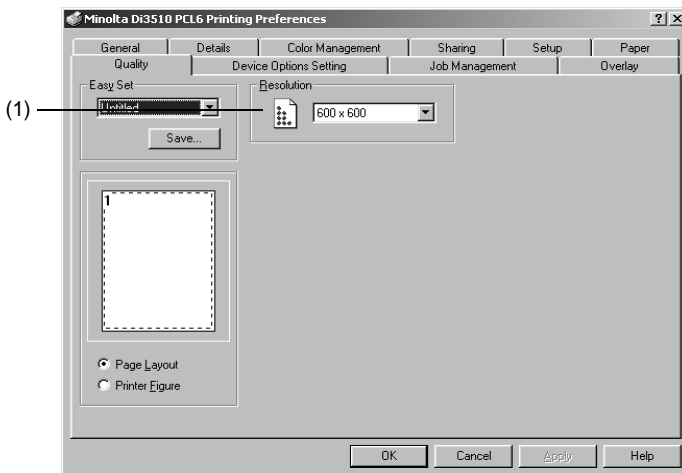 Minolta Di3510 PCL6 Printing Preferences
General Details Color Management Sharing Setup Paper
Quality Device Options Setting Job Management Overlay
Easy Set
Resolution
(1)
Untitled
600 x 600
Save...
1
Page Layout
Printer Figure
OK Cancel Apply Help